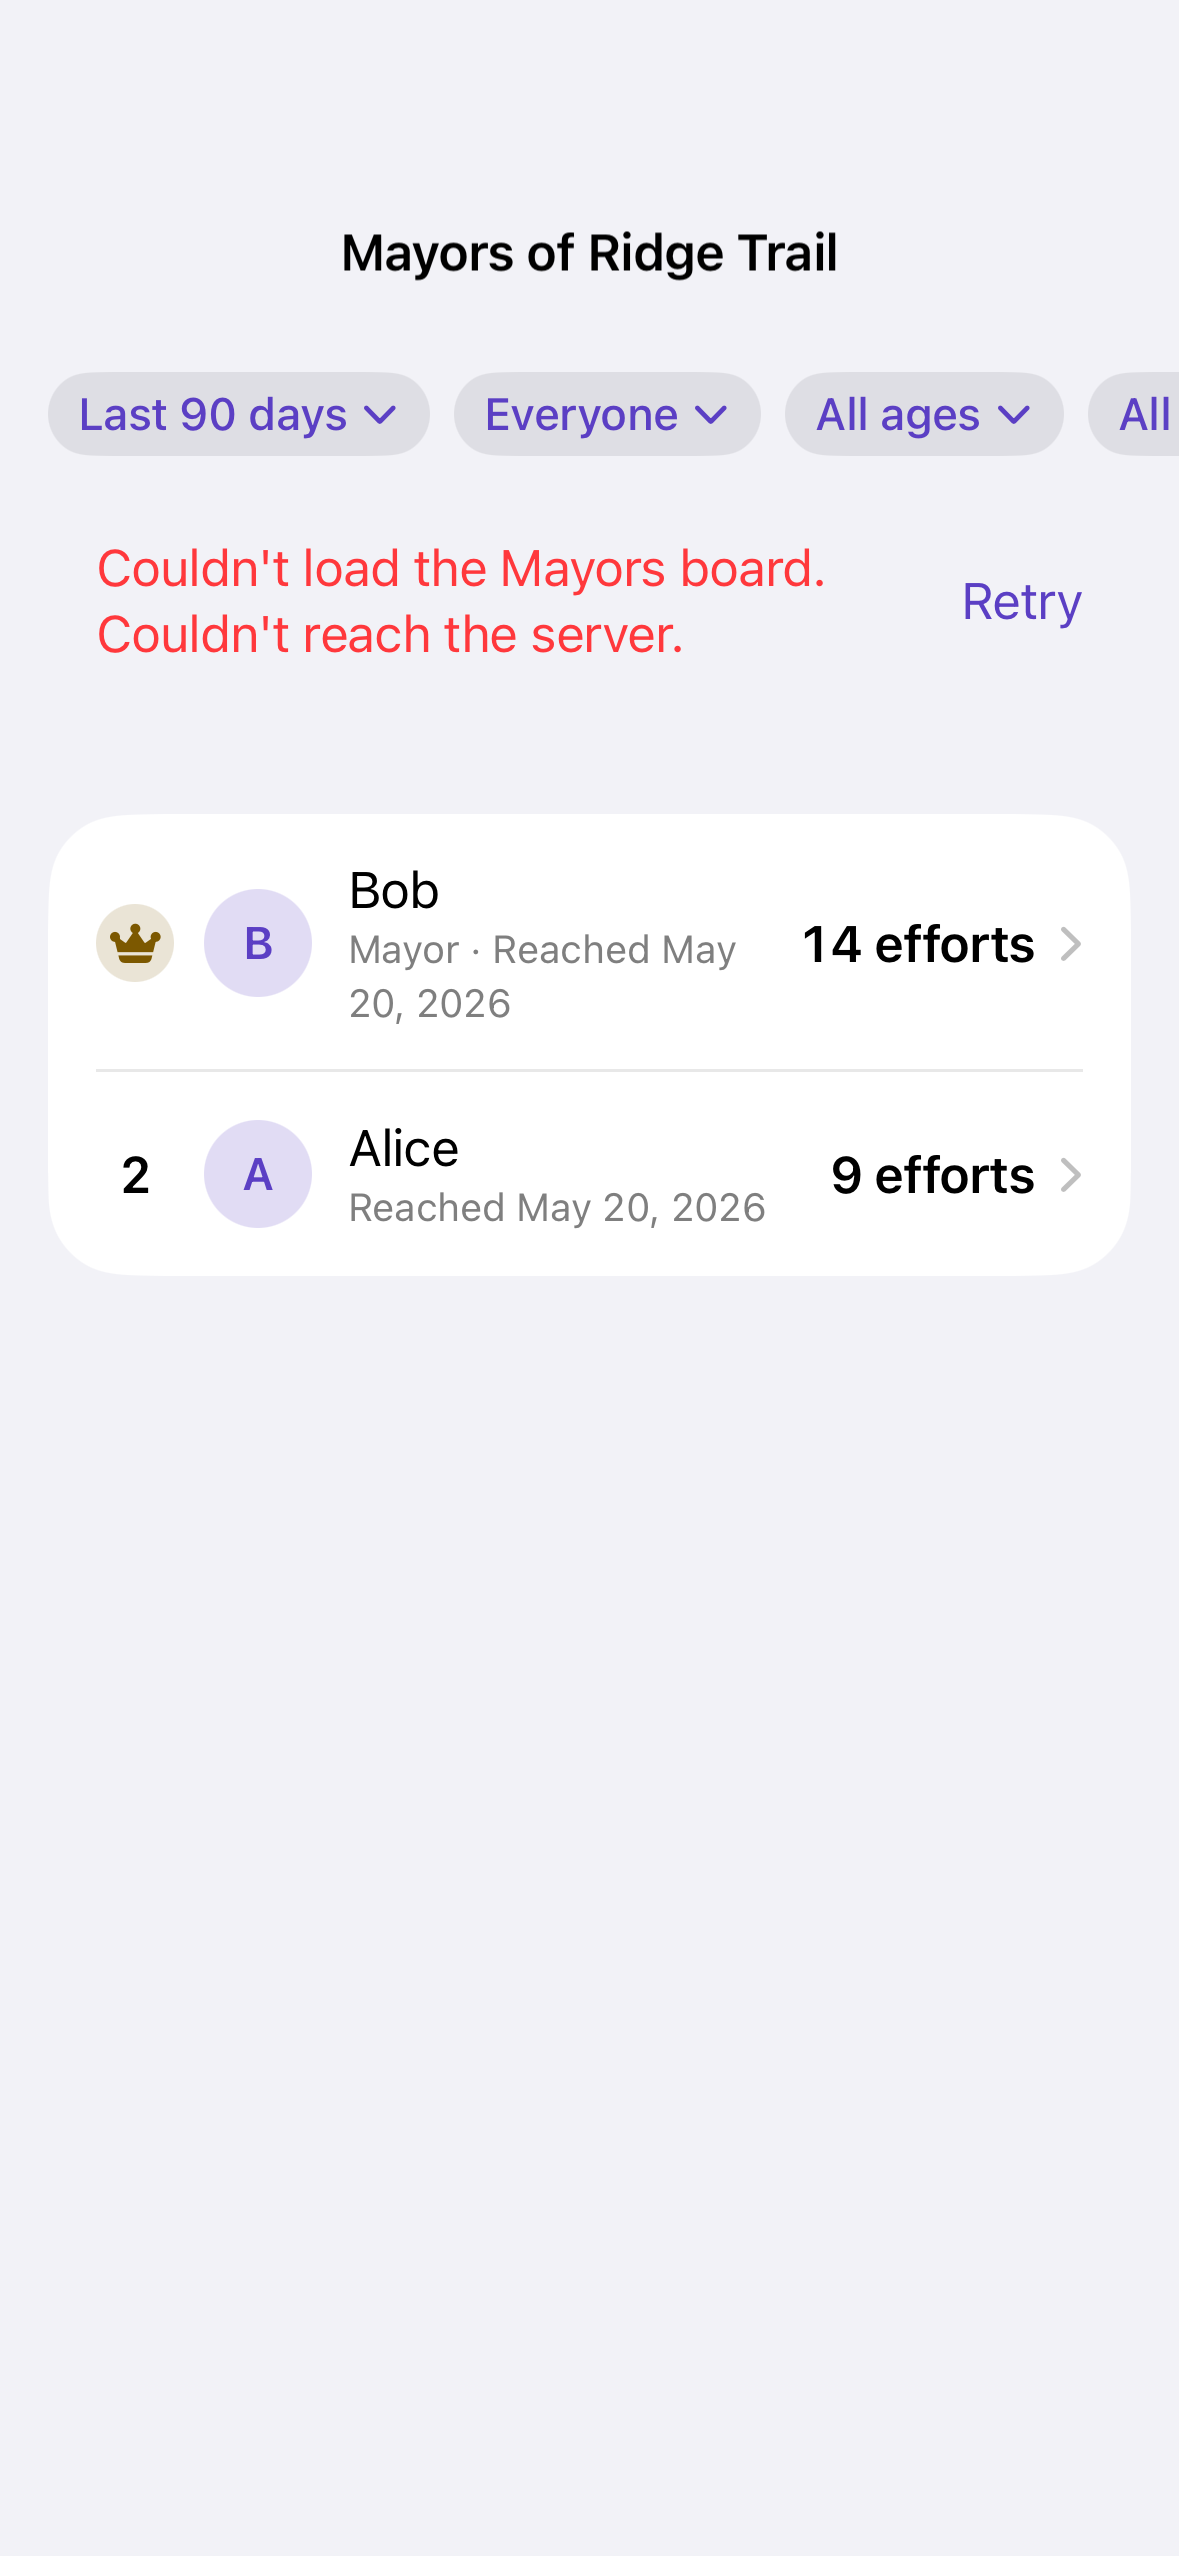 Mayors of Ridge Trail
Last 90 days
Everyone
All ages
All
Couldn't load the Mayors board.
Couldn't reach the server.
Retry
B
Bob
Mayor · Reached May
20, 2026
14 efforts
2
A
Alice
Reached May 20, 2026
9 efforts